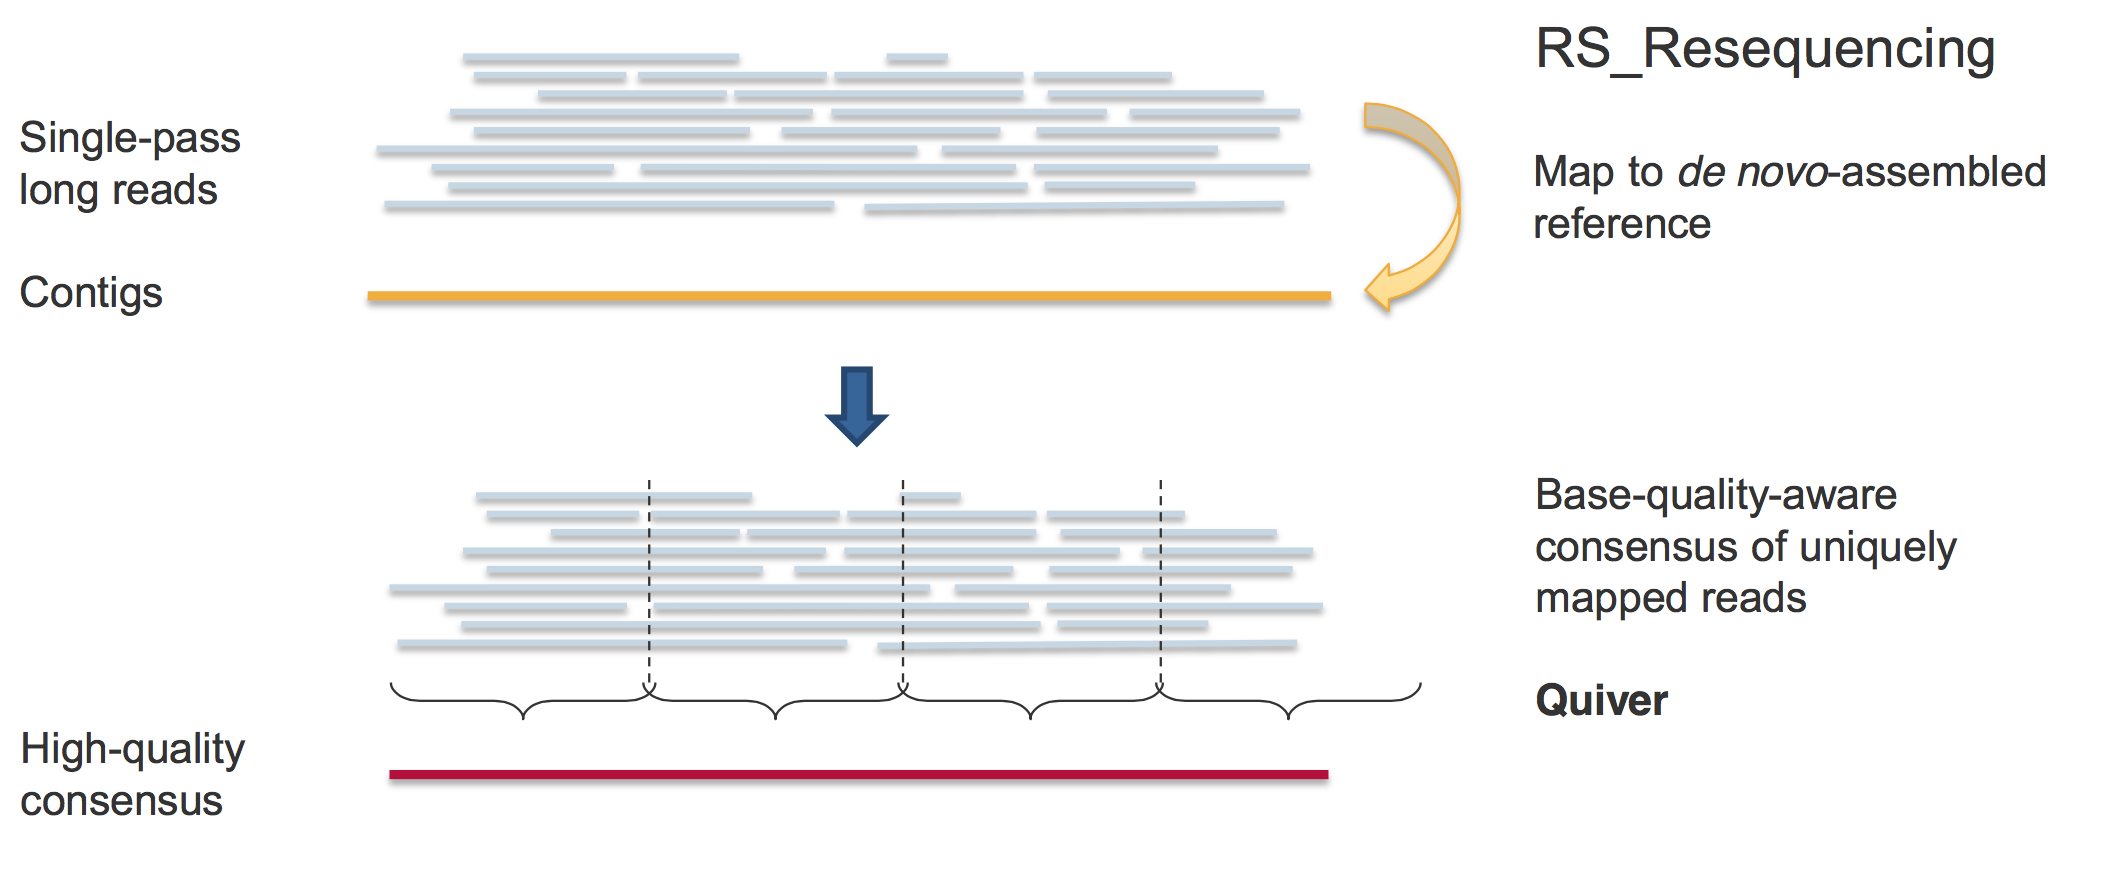 RS_Resequencing
Single-pass
long reads
Map to de novo-assembled
reference
Contigs
Base-quality-aware
consensus of uniquely
mapped reads
Quiver
High-quality
consensus